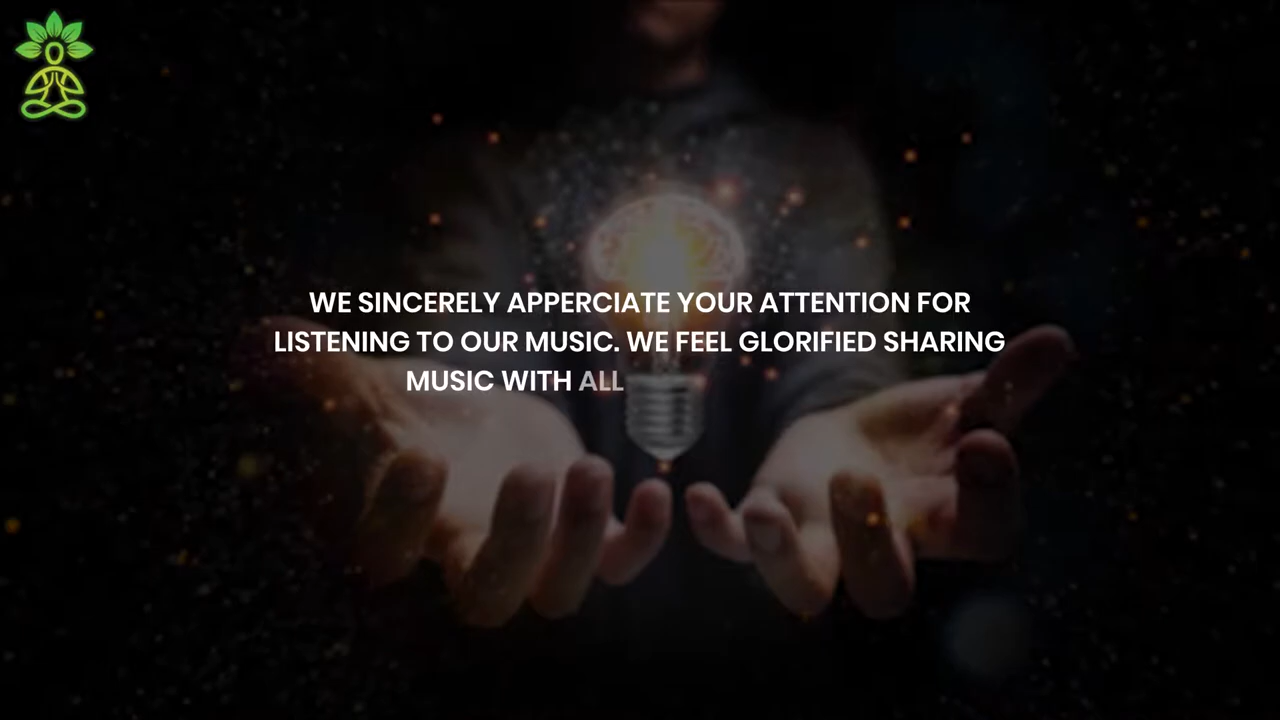 WE SINCERELY APPERCIATE YOUR ATTENTION FOR
LISTENING TO OUR MUSIC. WE FEEL GLORIFIED SHARING
MUSIC WITH ALL